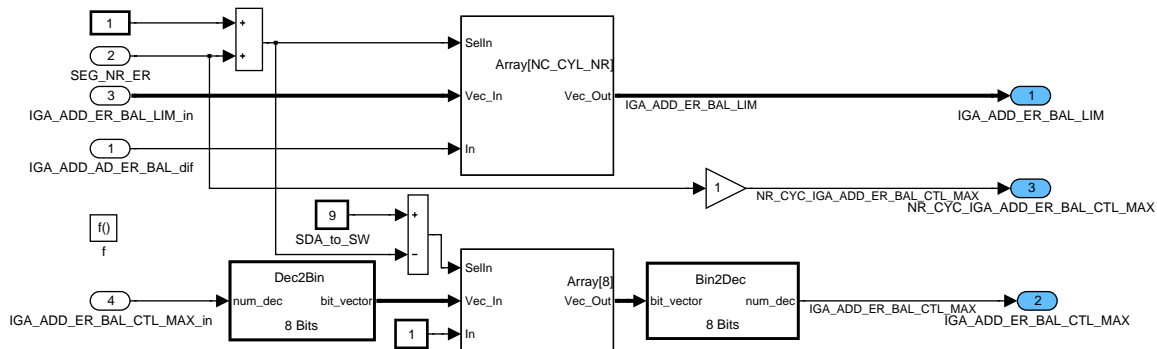 1
+
+
2
SEG_NR_ER
3
IGA_ADD_ER_BAL_LIM_in
1
IGA_ADD_AD_ER_BAL_dif
SelIn
Array[NC_CYL_NR]
Vec_In
Vec_Out
In
IGA_ADD_ER_BAL_LIM
1
IGA_ADD_ER_BAL_LIM
1
NR_CYC_IGA_ADD_ER_BAL_CTL_MAX
3
NR_CYC_IGA_ADD_ER_BAL_CTL_MAX
f()
f
9
SDA_to_SW
+
−
4
IGA_ADD_ER_BAL_CTL_MAX_in
Dec2Bin
num_dec
bit_vector
8 Bits
1
SelIn
Array[8]
Vec_In
Vec_Out
In
Bin2Dec
bit_vector
num_dec
8 Bits
IGA_ADD_ER_BAL_CTL_MAX
2
IGA_ADD_ER_BAL_CTL_MAX